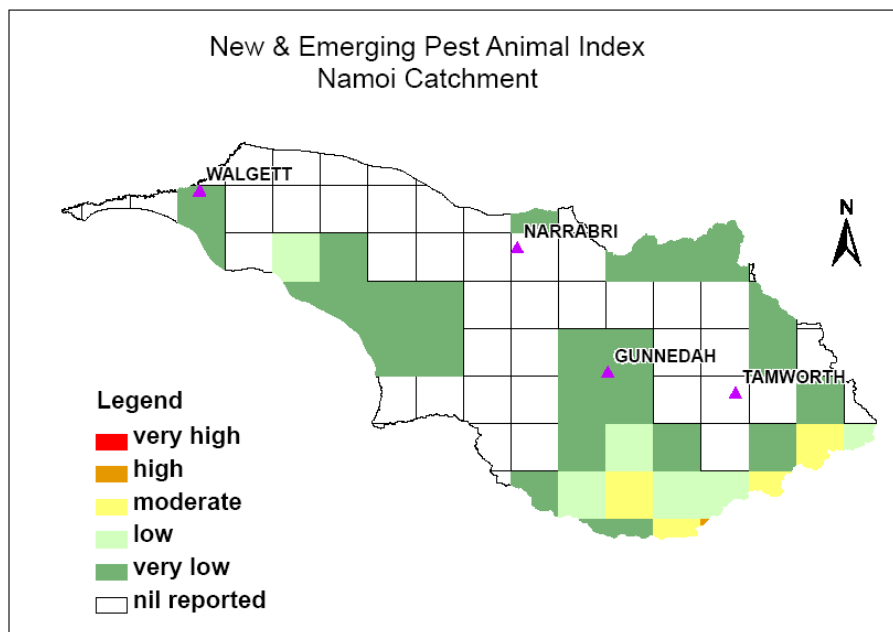 New & Emerging Pest Animal Index
Namoi Catchment
WALGETT
N
NARRABRI
GUNNEDAH
TAMWORTH
Legend
very high
high
moderate
low
very low
nil reported